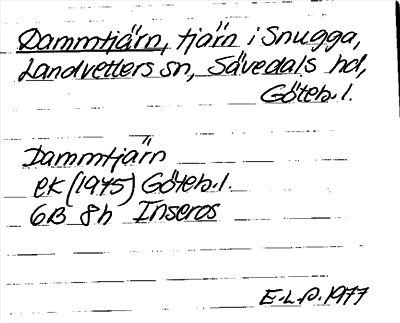 Dammtjärn, tjärn i Snugga,
Landvetters sn, Sävedals hd,
Göteb. l.
Dammtjärn
EK (1975) Göteb. l.
6B 8h Inseros
E.L.P. 1977